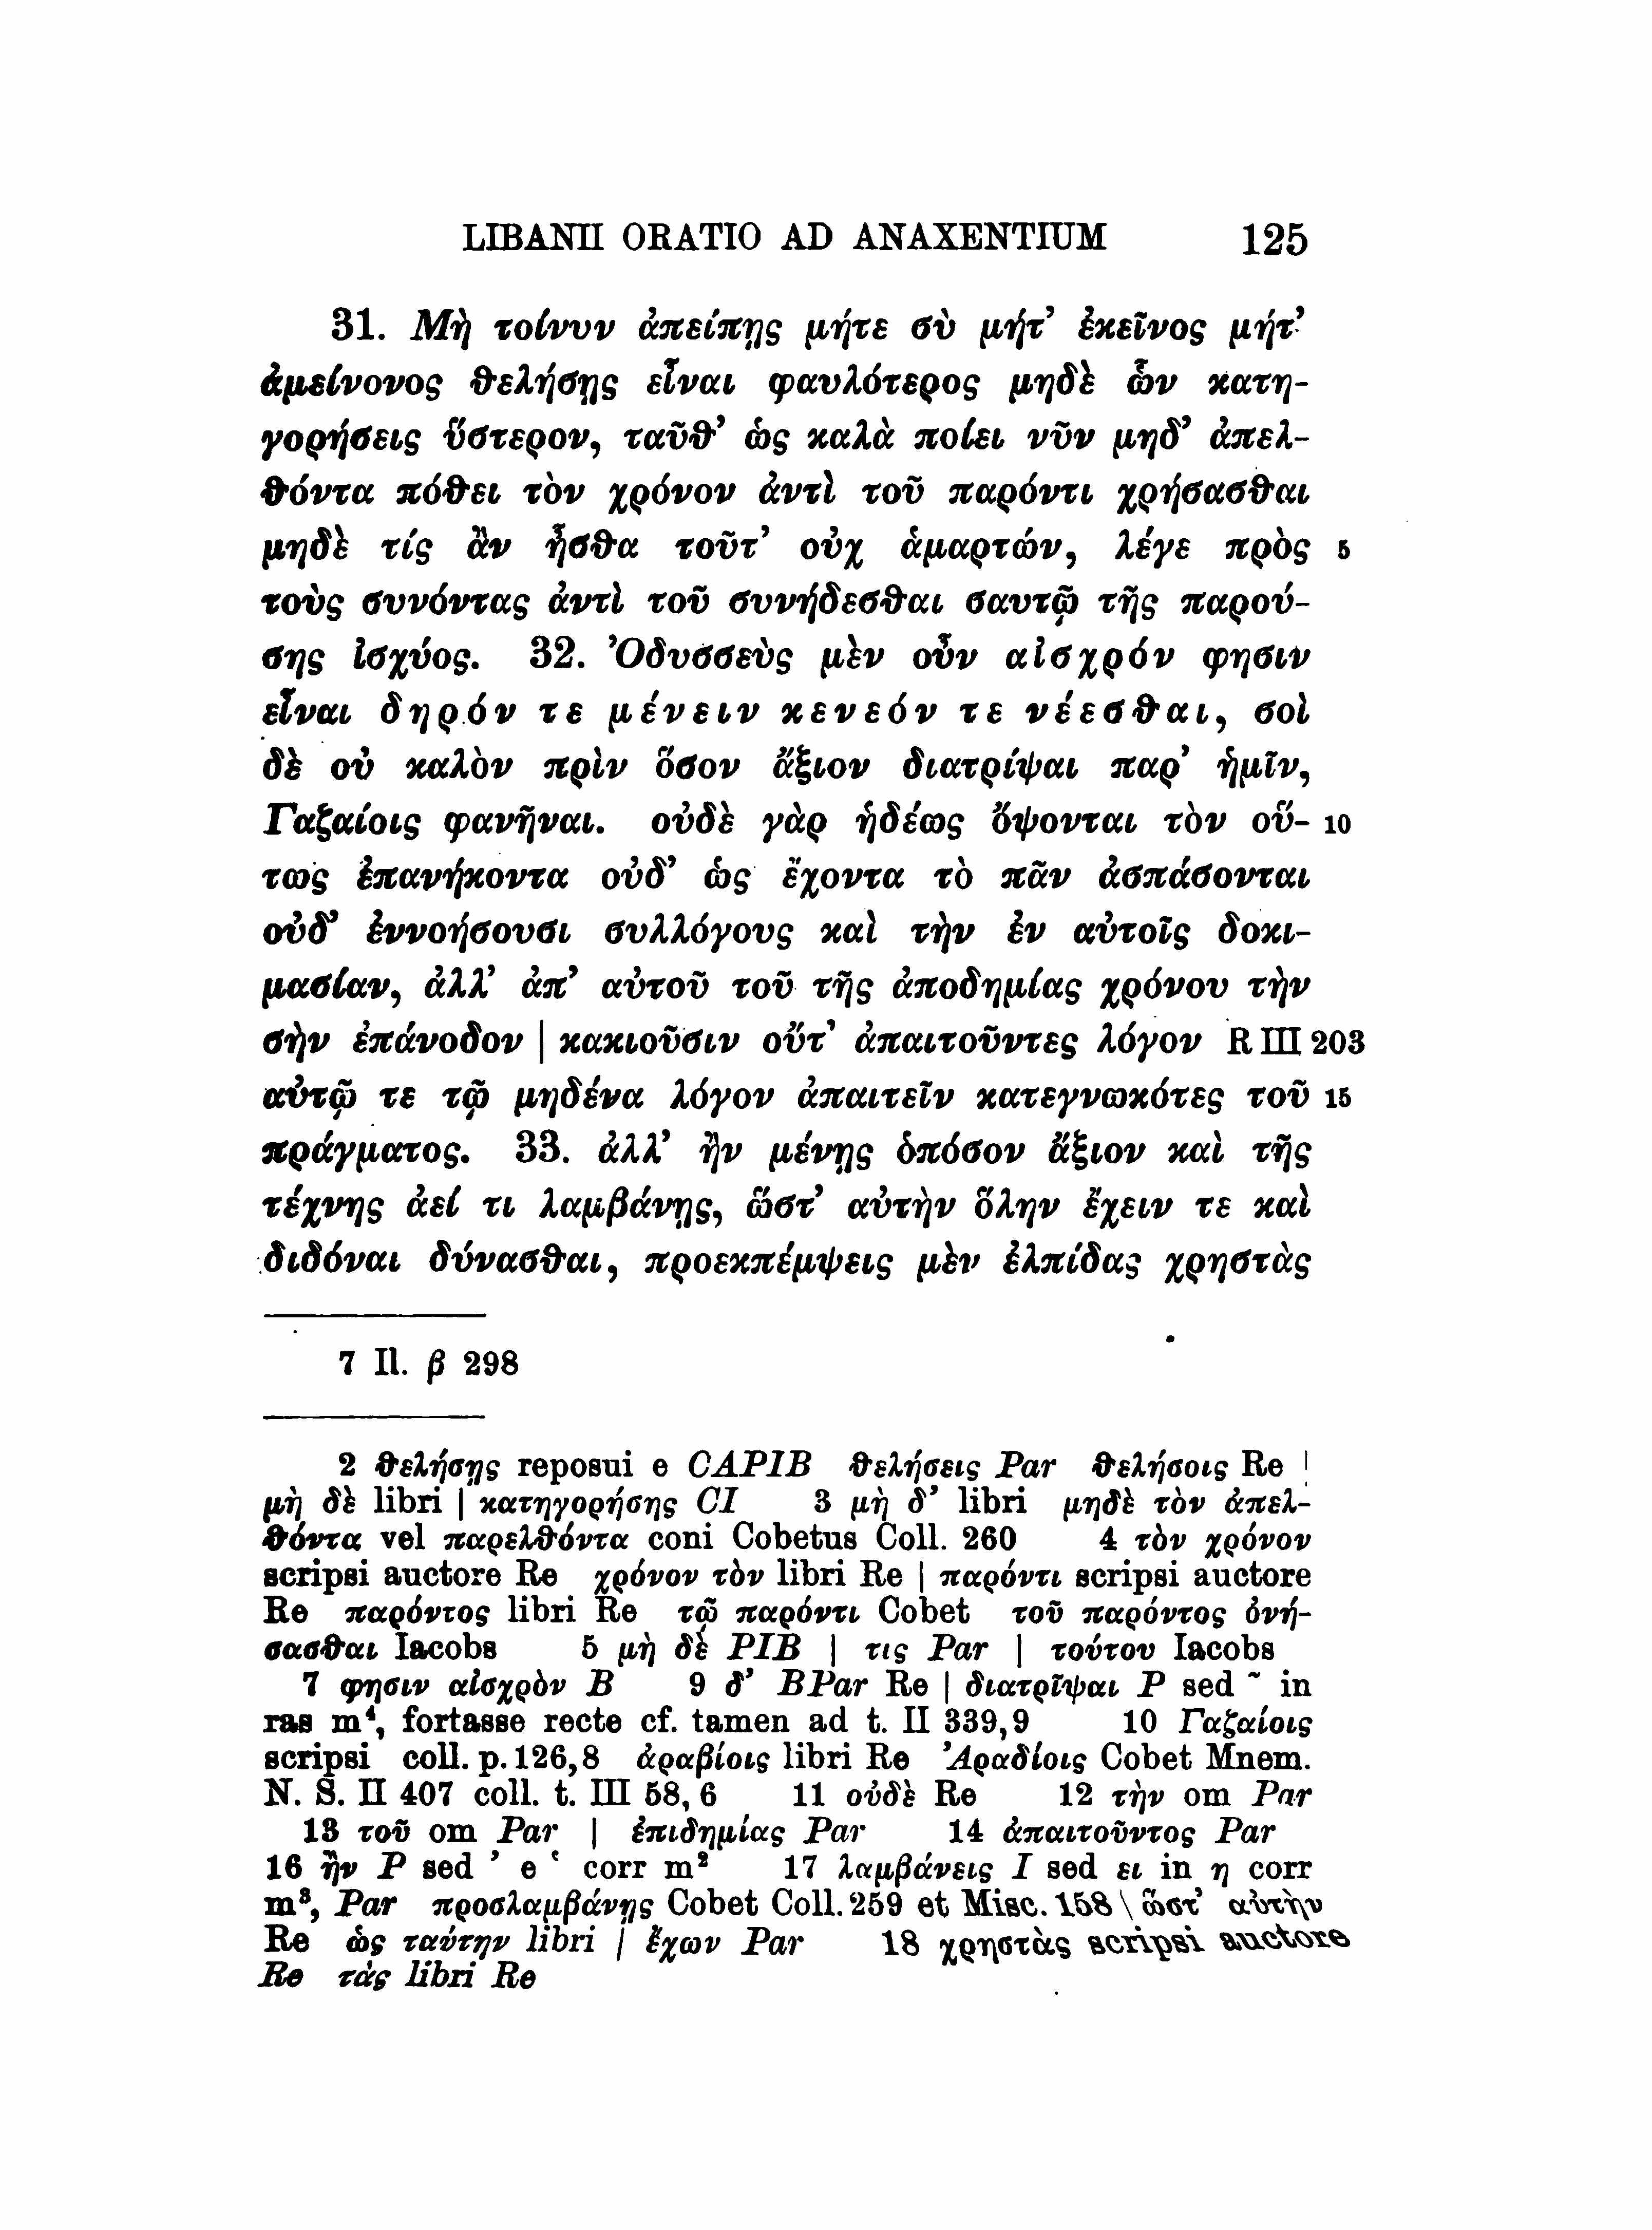 LIBANII ORATIO AD ANAXENTIUM 125
31. Μὴ τοίνυν ἀπείπῃς μήτε σὺ μήτ’ ἐκεῖνος μήτ’
ἀμείνονος θελήσῃς εἶναι φαυλότερος μηδὲ ὧν κατη-
γορήσεις ὕστερον, ταῦθ’ ὡς καλὰ ποίει νῦν μηδ’ ἀπελ-
θόντα πόθει τὸν χρόνον ἀντὶ τοῦ παρόντι χρήσασθαι
μηδὲ τίς ἂν ἦσθα τοῦτ’ οὐχ ἁμαρτών, λέγε πρὸς 5
τοὺς συνόντας ἀντὶ τοῦ συνήδεσθαι σαυτῷ τῆς παρού-
σης ἰσχύος. 32. Ὀδυσσεὺς μὲν οὖν αἰσχρόν φησιν
εἶναι δηρόν τε μένειν κενεόν τε νέεσθαι, σοὶ
δὲ οὐ καλὸν πρὶν ὅσον ἄξιον διατρίψαι παρ’ ἡμῖν,
Γαζαίοις φανῆναι. οὐδὲ γὰρ ἡδέως ὄψονται τὸν οὕ- 10
τως ἐπανήκοντα οὐδ’ ὡς ἔχοντα τὸ πᾶν ἀσπάσονται
οὐδ’ ἐννοήσουσι συλλόγους καὶ τὴν ἐν αὐτοῖς δοκι-
μασίαν, ἀλλ’ ἀπ’ αὐτοῦ τοῦ τῆς ἀποδημίας χρόνου τὴν
σὴν ἐπάνοδον | κακιοῦσιν οὔτ’ ἀπαιτοῦντες λόγον R III 203
αὐτῷ τε τῷ μηδένα λόγον ἀπαιτεῖν κατεγνωκότες τοῦ 15
πράγματος. 33. ἀλλ’ ἢν μένῃς ὁπόσον ἄξιον καὶ τῆς
τέχνης ἀεί τι λαμβάνῃς, ὥστ’ αὐτὴν ὅλην ἔχειν τε καὶ
διδόναι δύνασθαι, προεκπέμψεις μὲν ἐλπίδας χρηστὰς
7 Il. β 298
2 θελήσῃς reposui e CAPIB θελήσεις Par θελήσοις Re |
μὴ δὲ libri | κατηγορήσης CI 3 μὴ δ’ libri μηδὲ τὸν ἀπελ-
θόντα vel παρελθόντα coni Cobetus Coll. 260 4 τὸν χρόνον
scripsi auctore Re χρόνον τὸν libri Re | παρόντι scripsi auctore
Re παρόντος libri Re τῷ παρόντι Cobet τοῦ παρόντος ὀνή-
σασθαι Iacobs 5 μὴ δὲ PIB | τις Par | τούτου Iacobs
7 φησιν αἰσχρὸν B 9 δ’ BPar Re | διατρῖψαι P sed ~ in
ras m⁴, fortasse recte cf. tamen ad t. II 339,9 10 Γαζαίοις
scripsi coll. p. 126,8 ἀραβίοις libri Re Ἀραδίοις Cobet Mnem.
N. S. II 407 coll. t. III 58, 6 11 οὐδὲ Re 12 τὴν om Par
13 τοῦ om Par | ἐπιδημίας Par 14 ἀπαιτοῦντος Par
16 ἢν P sed ’ e ‘ corr m² 17 λαμβάνεις I sed ει in η corr
m³, Par προσλαμβάνῃς Cobet Coll. 259 et Misc. 158 \ ὥστ’ αὐτὴν
Re ὡς ταύτην libri | ἔχων Par 18 χρηστὰς scripsi auctore
Re τὰς libri Re